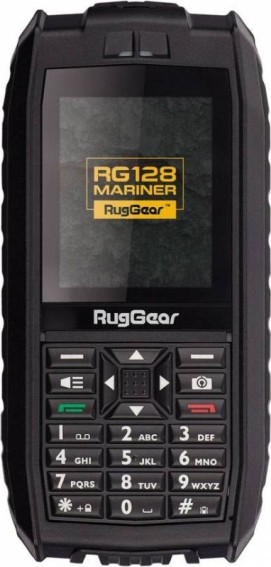 RG128
MARINER
RugGear™
RugGear
1 2 ABC 3 DEF
4 GHI 5 JKL 6 MNO
7 PQRS 8 TUV 9 WXYZ
* + 0 #